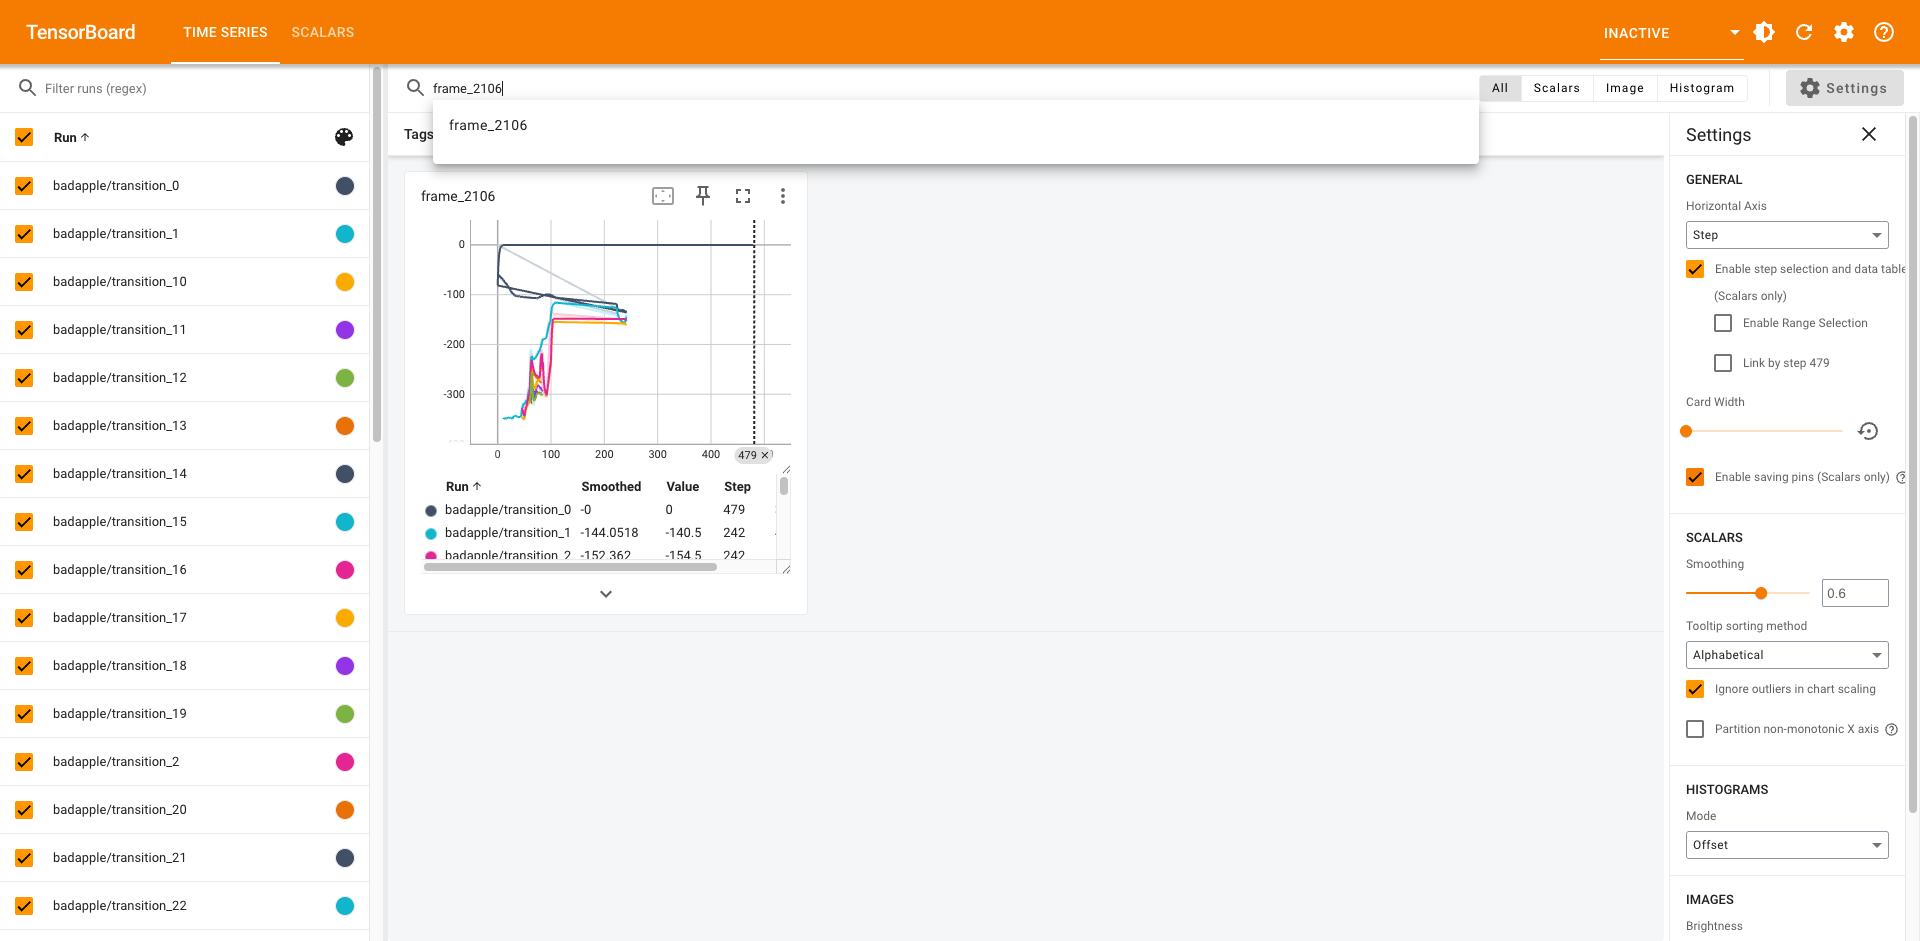 TensorBoard
TIME SERIES
SCALARS
INACTIVE
Filter runs (regex)
frame_2106
All
Scalars
Image
Histogram
Settings
frame_2106
Tags
Run
badapple/transition_0
badapple/transition_1
badapple/transition_10
badapple/transition_11
badapple/transition_12
badapple/transition_13
badapple/transition_14
badapple/transition_15
badapple/transition_16
badapple/transition_17
badapple/transition_18
badapple/transition_19
badapple/transition_2
badapple/transition_20
badapple/transition_21
badapple/transition_22
frame_2106
0
-100
-200
-300
0 100 200 300 400 479
Run Smoothed Value Step
badapple/transition_0 -0 0 479
badapple/transition_1 -144.0518 -140.5 242
badapple/transition_2 -152.362 -154.5 242
Settings
GENERAL
Horizontal Axis
Step
Enable step selection and data table
(Scalars only)
Enable Range Selection
Link by step 479
Card Width
Enable saving pins (Scalars only)
SCALARS
Smoothing
0.6
Tooltip sorting method
Alphabetical
Ignore outliers in chart scaling
Partition non-monotonic X axis
HISTOGRAMS
Mode
Offset
IMAGES
Brightness